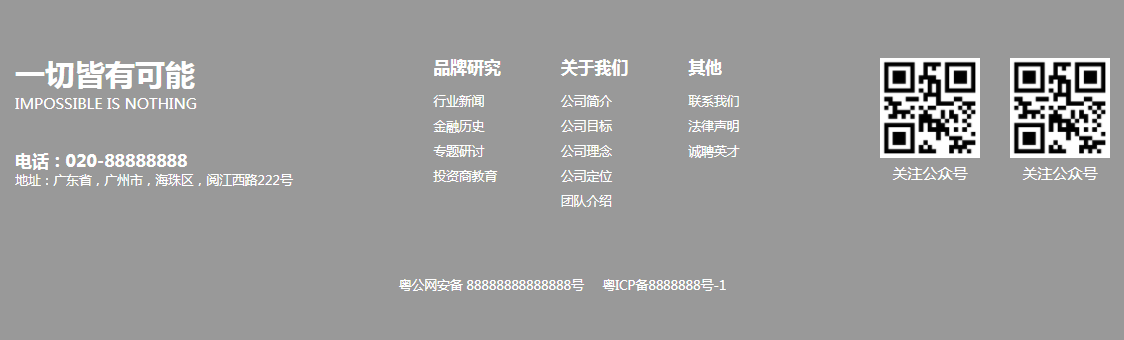 一切皆有可能
IMPOSSIBLE IS NOTHING
电话：020-88888888
地址：广东省，广州市，海珠区，阅江西路222号
品牌研究
行业新闻
金融历史
专题研讨
投资商教育
关于我们
公司简介
公司目标
公司理念
公司定位
团队介绍
其他
联系我们
法律声明
诚聘英才
关注公众号
关注公众号
粤公网安备 88888888888888号 粤ICP备8888888号-1